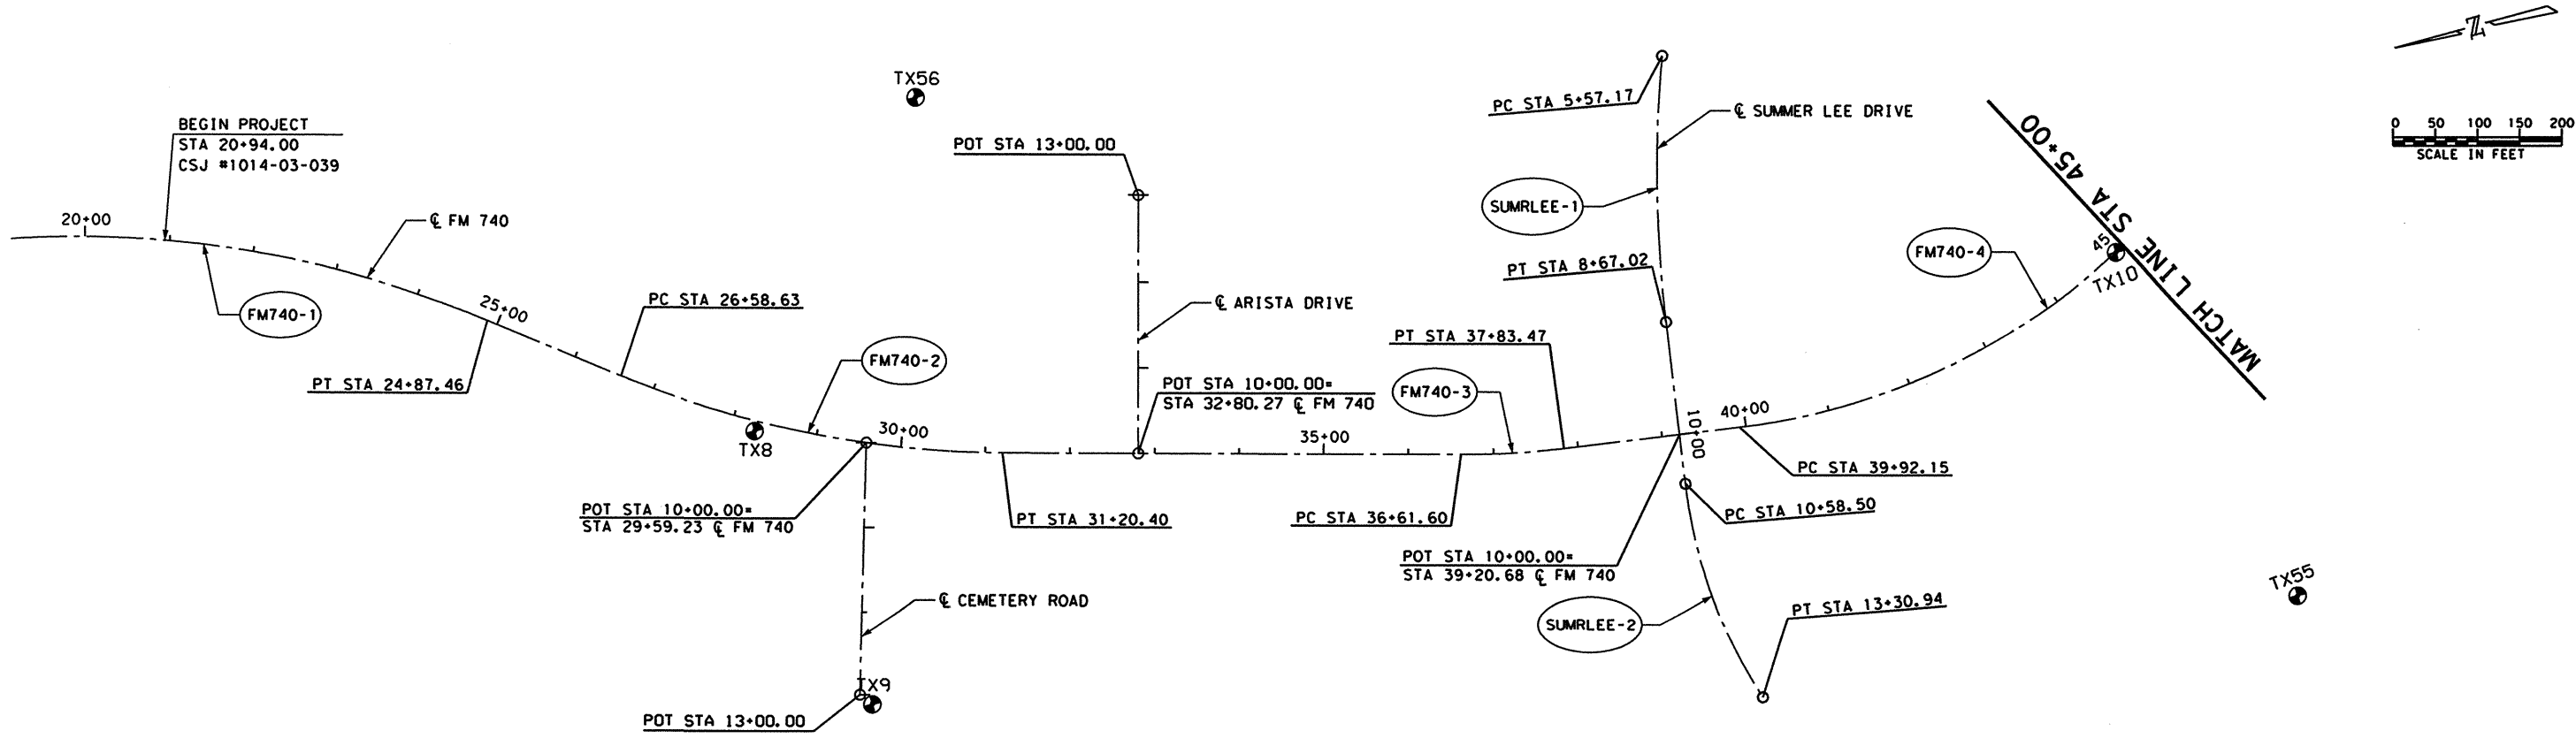 TX56
Z
PC STA 5+57.17
℄ SUMMER LEE DRIVE
0 50 100 150 200
SCALE IN FEET
BEGIN PROJECT
STA 20+94.00
CSJ #1014-03-039
POT STA 13+00.00
MATCH LINE STA 45+00
SUMRLEE-1
20+00
℄ FM 740
45
TX10
FM740-4
PT STA 8+67.02
FM740-1
25+00
PC STA 26+58.63
℄ ARISTA DRIVE
PT STA 37+83.47
FM740-2
PT STA 24+87.46
POT STA 10+00.00=
STA 32+80.27 ℄ FM 740
FM740-3
TX8
30+00
35+00
10+00
40+00
PC STA 39+92.15
POT STA 10+00.00=
STA 29+59.23 ℄ FM 740
PT STA 31+20.40
PC STA 36+61.60
PC STA 10+58.50
POT STA 10+00.00=
STA 39+20.68 ℄ FM 740
TX55
℄ CEMETERY ROAD
SUMRLEE-2
PT STA 13+30.94
TX9
POT STA 13+00.00